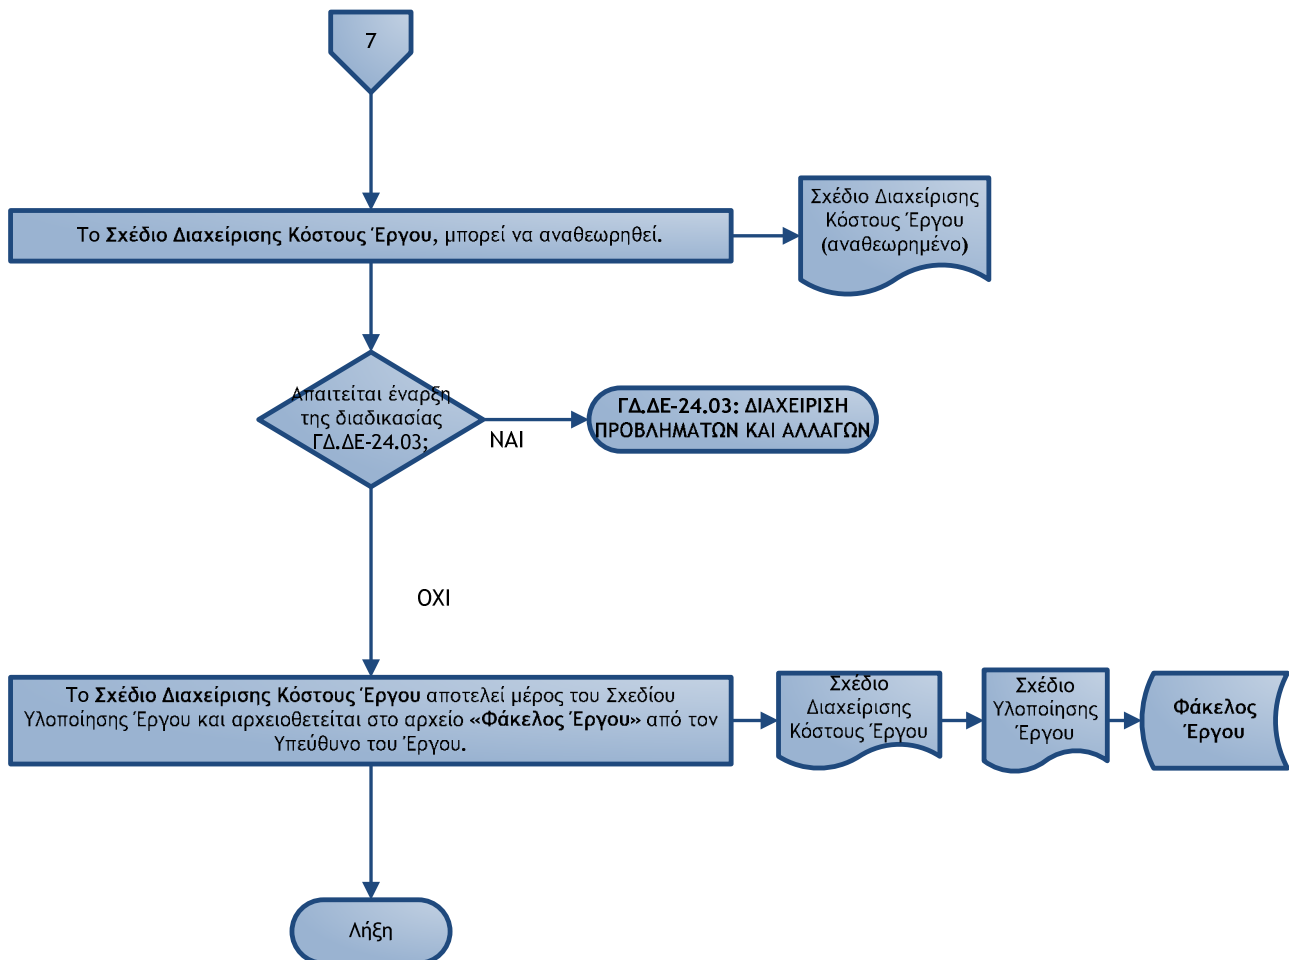 7
Το Σχέδιο Διαχείρισης Κόστους Έργου, μπορεί να αναθεωρηθεί.
Σχέδιο Διαχείρισης
Κόστους Έργου
(αναθεωρημένο)
Απαιτείται έναρξη
της διαδικασίας
ΓΔ.ΔΕ-24.03;
ΝΑΙ
ΓΔ.ΔΕ-24.03: ΔΙΑΧΕΙΡΙΣΗ
ΠΡΟΒΛΗΜΑΤΩΝ ΚΑΙ ΑΛΛΑΓΩΝ
ΟΧΙ
Το Σχέδιο Διαχείρισης Κόστους Έργου αποτελεί μέρος του Σχεδίου
Υλοποίησης Έργου και αρχειοθετείται στο αρχείο «Φάκελος Έργου» από τον
Υπεύθυνο του Έργου.
Σχέδιο
Διαχείρισης
Κόστους Έργου
Σχέδιο
Υλοποίησης
Έργου
Φάκελος
Έργου
Λήξη